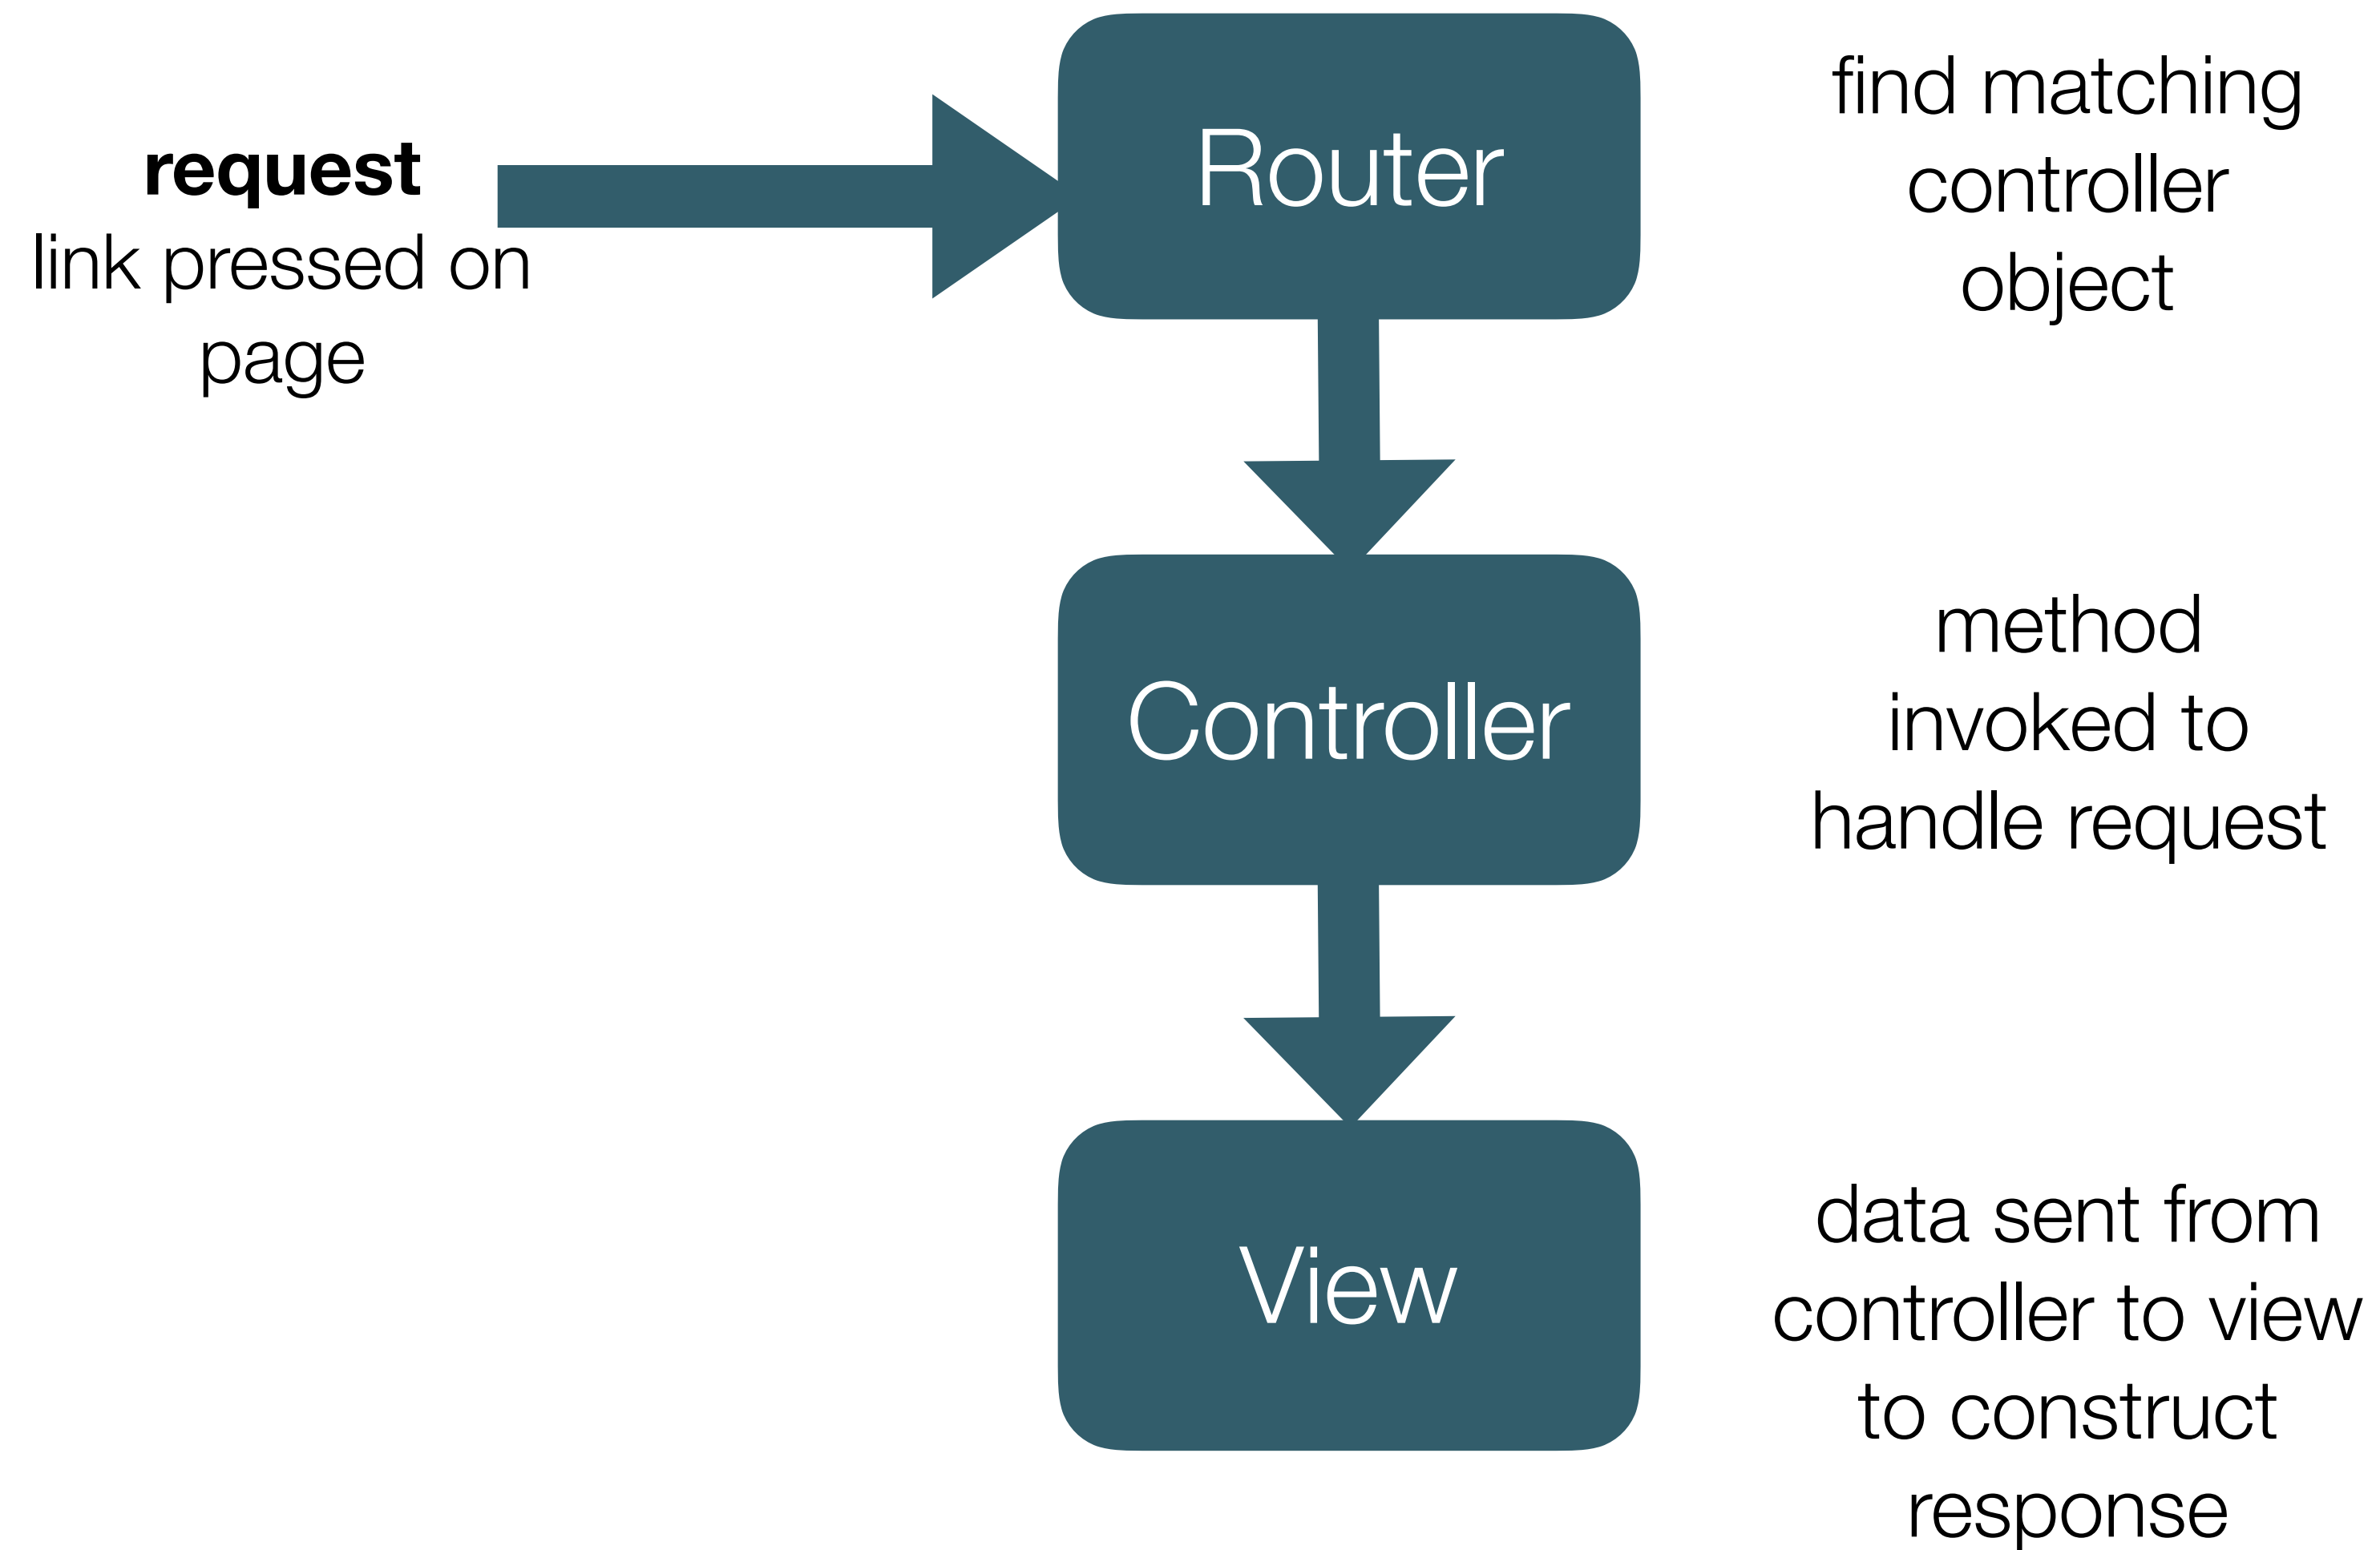 request
link pressed on
page
Router
find matching
controller
object
Controller
method
invoked to
handle request
View
data sent from
controller to view
to construct
response